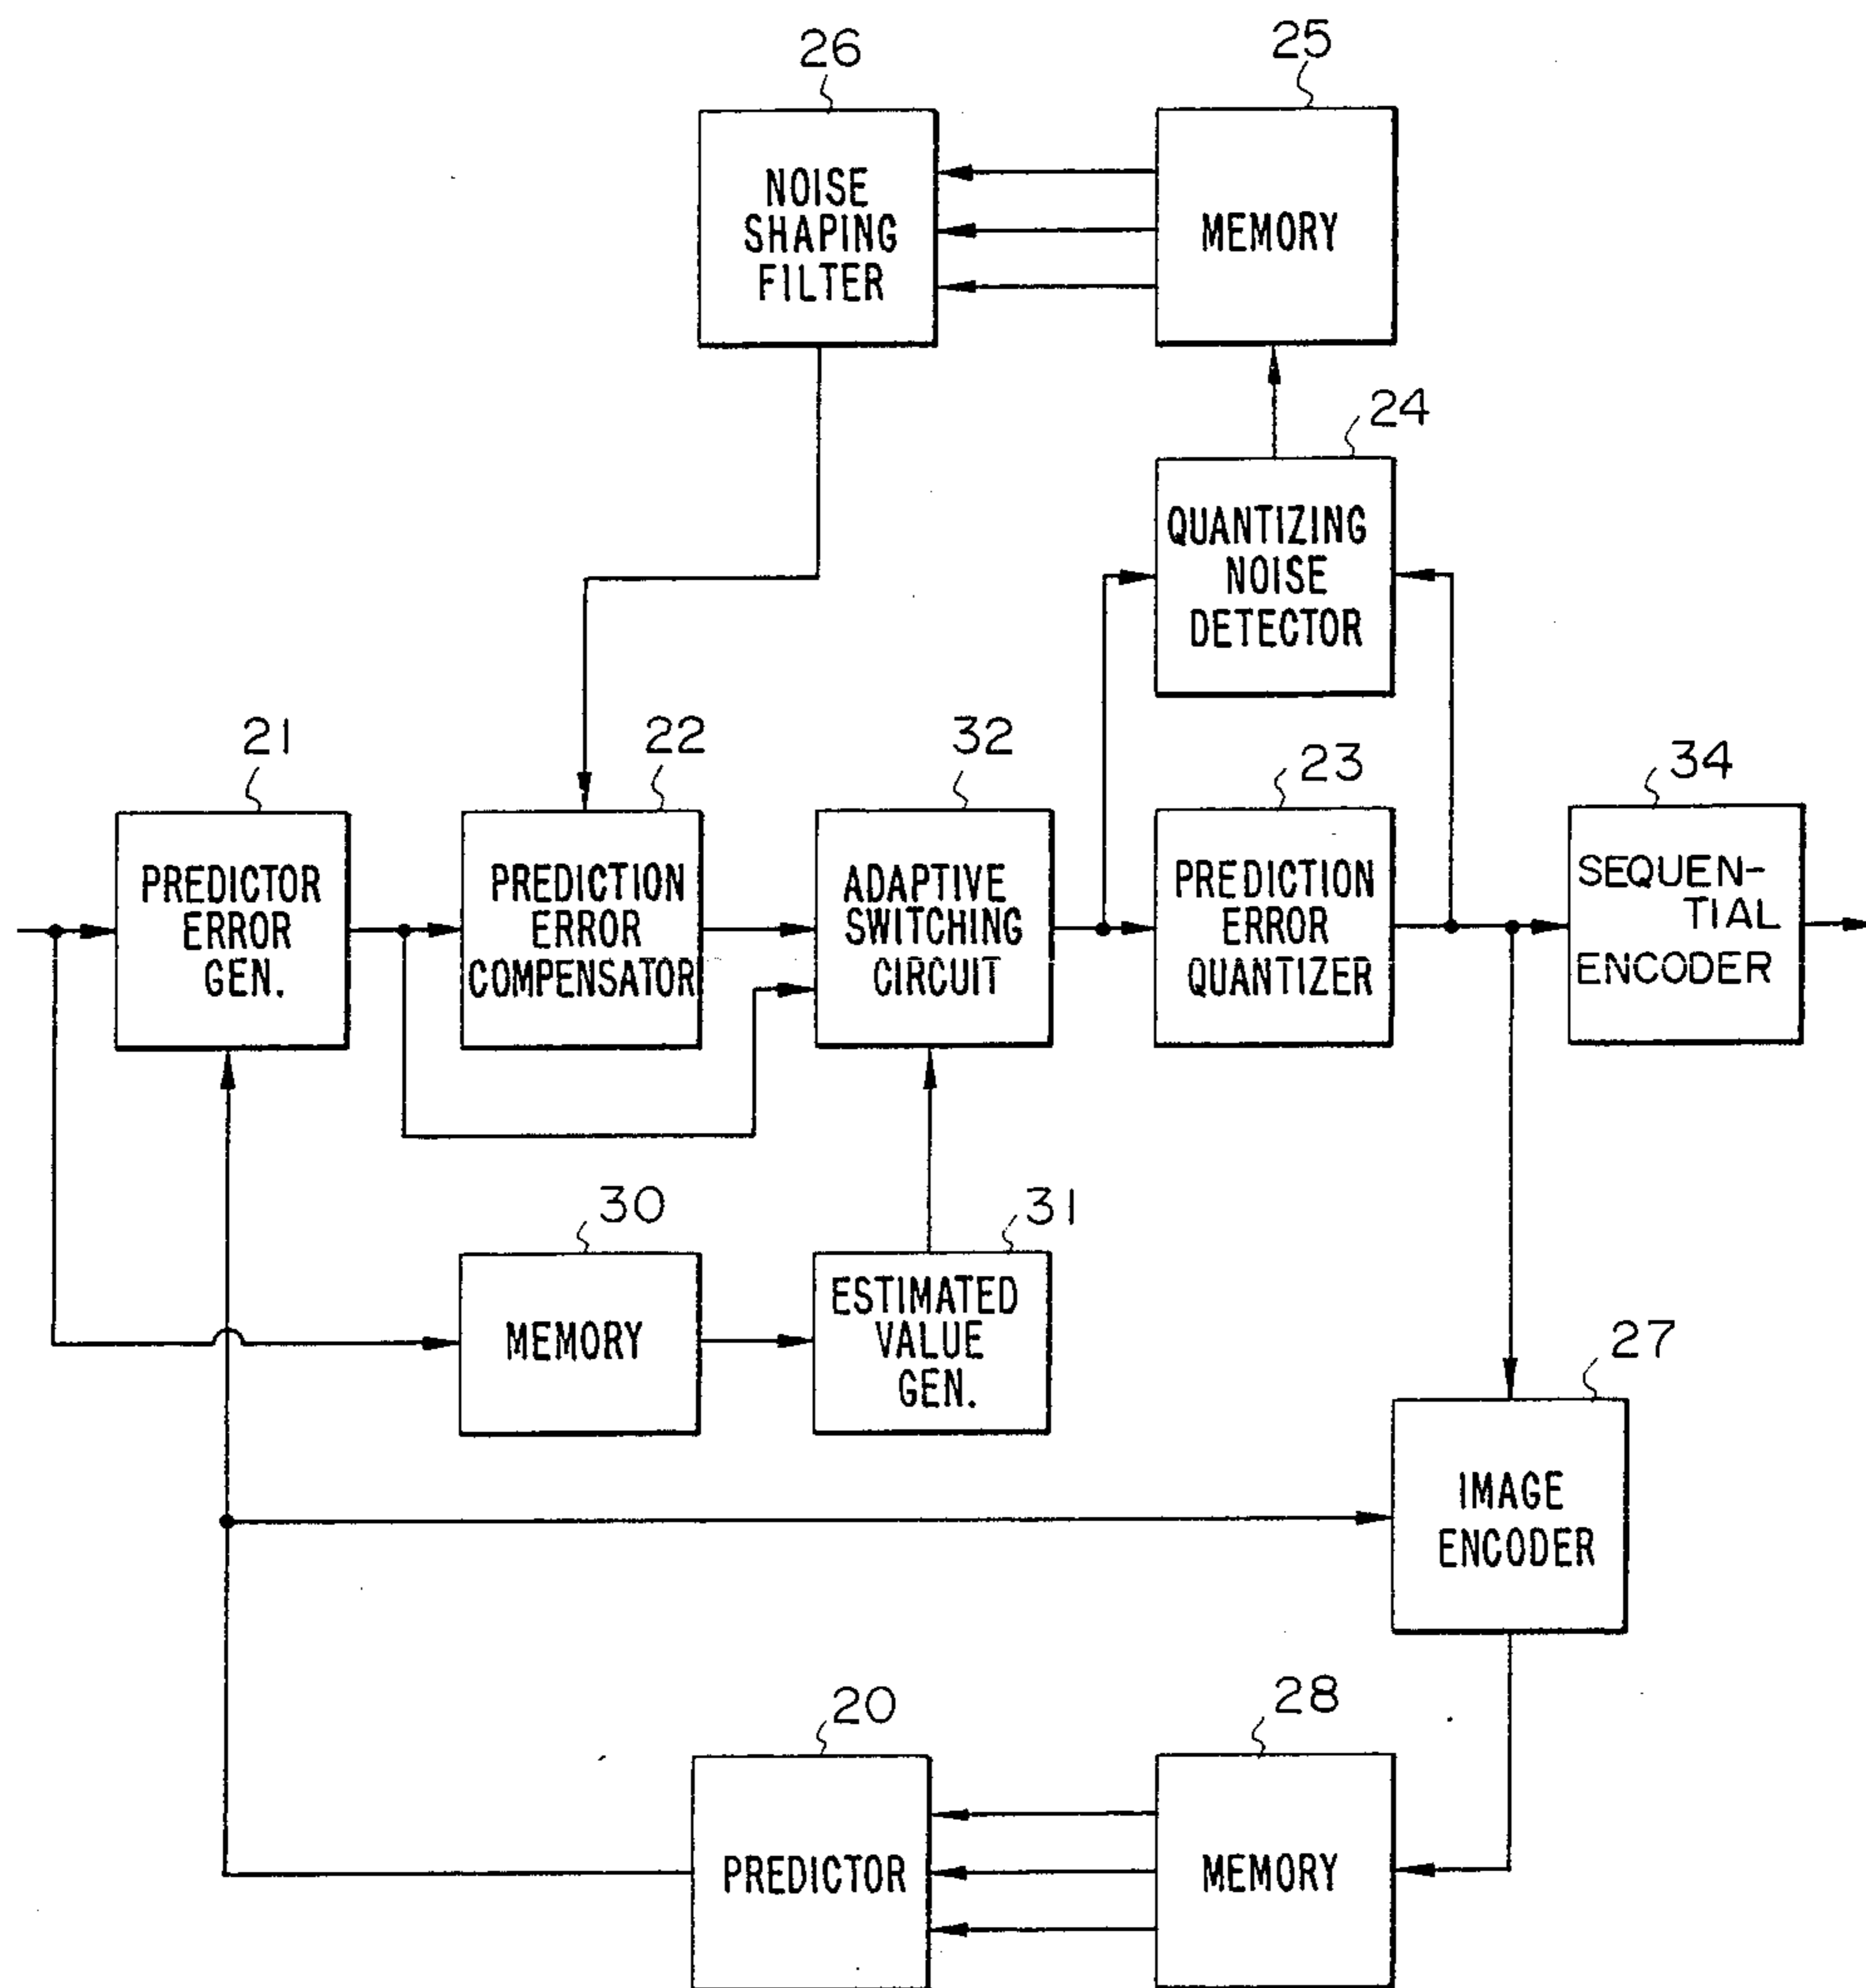 26
25
NOISE
SHAPING
FILTER
MEMORY
24
QUANTIZING
NOISE
DETECTOR
21
22
32
23
34
PREDICTOR
ERROR
GEN.
PREDICTION
ERROR
COMPENSATOR
ADAPTIVE
SWITCHING
CIRCUIT
PREDICTION
ERROR
QUANTIZER
SEQUEN-
TIAL
ENCODER
30
31
MEMORY
ESTIMATED
VALUE
GEN.
27
IMAGE
ENCODER
20
28
PREDICTOR
MEMORY